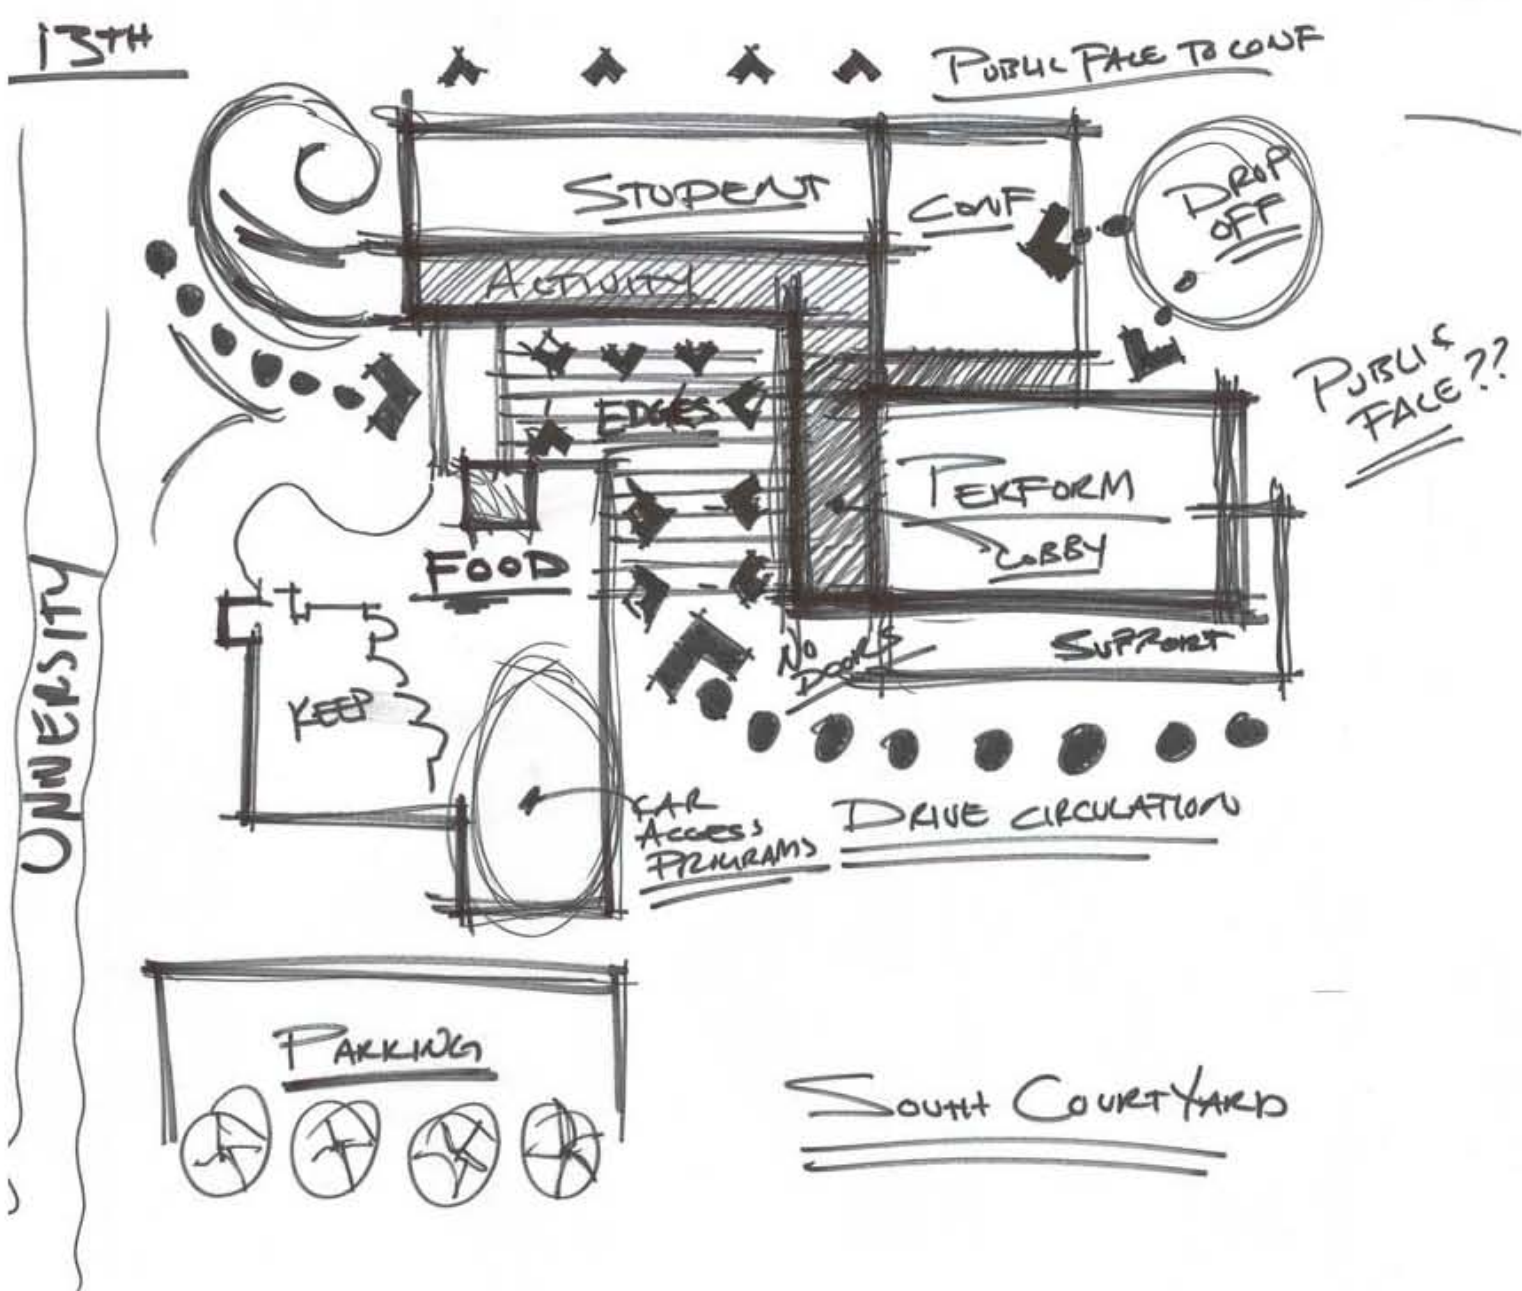 13TH
PUBLIC FACE TO CONF
STUDENT
CONF
DROP
OFF
ACTIVITY
PUBLIC
FACE??
EDGES
PERFORM
LOBBY
FOOD
UNIVERSITY
NO
DOORS
SUPPORT
KEEP
CAR
ACCESS
PROGRAMS
DRIVE CIRCULATION
PARKING
SOUTH COURTYARD